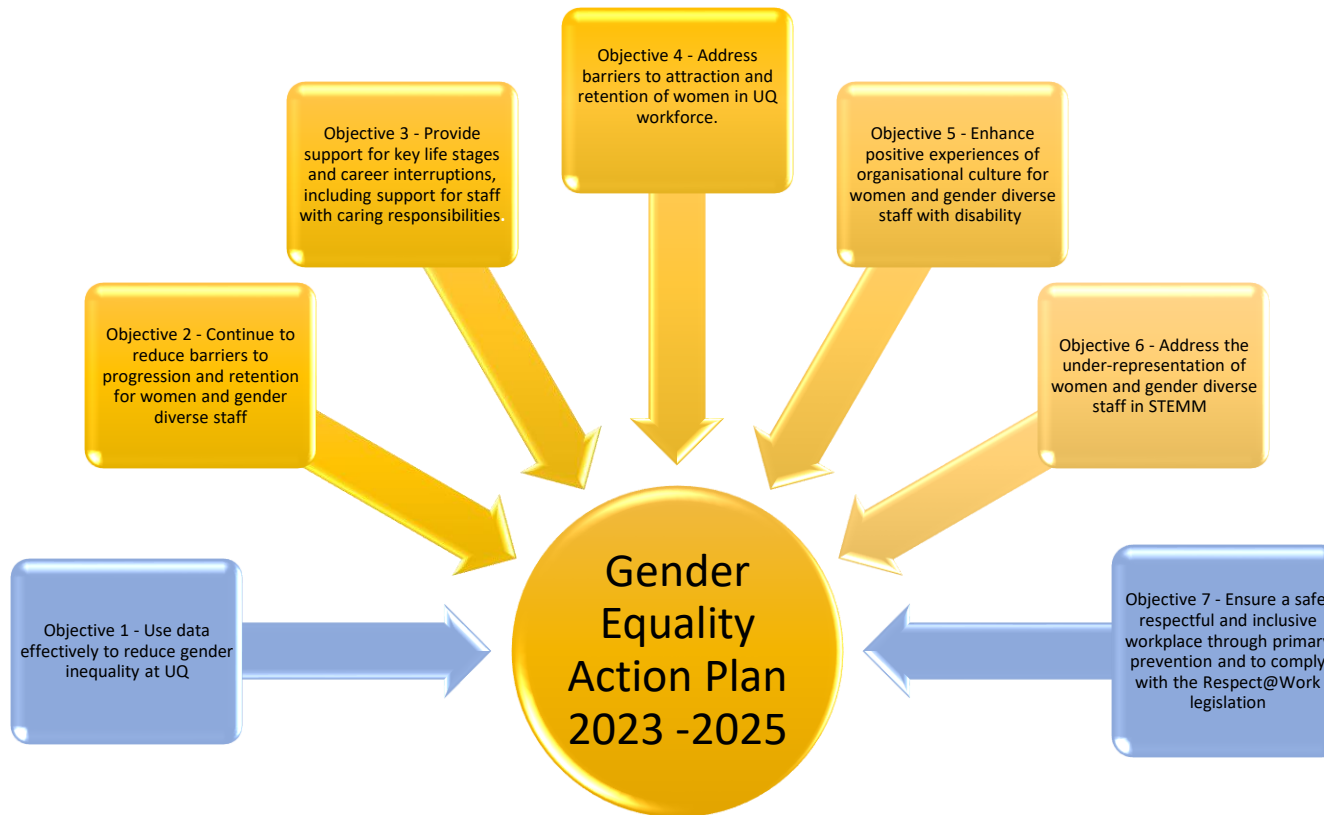 Objective 1 - Use data
effectively to reduce gender
inequality at UQ
Objective 2 - Continue to
reduce barriers to
progression and retention
for women and gender
diverse staff
Objective 3 - Provide
support for key life stages
and career interruptions,
including support for staff
with caring responsibilities.
Objective 4 - Address
barriers to attraction and
retention of women in UQ
workforce.
Objective 5 - Enhance
positive experiences of
organisational culture for
women and gender diverse
staff with disability
Objective 6 - Address the
under-representation of
women and gender diverse
staff in STEMM
Objective 7 - Ensure a safe
respectful and inclusive
workplace through primary
prevention and to comply
with the Respect@Work
legislation
Gender
Equality
Action Plan
2023 -2025